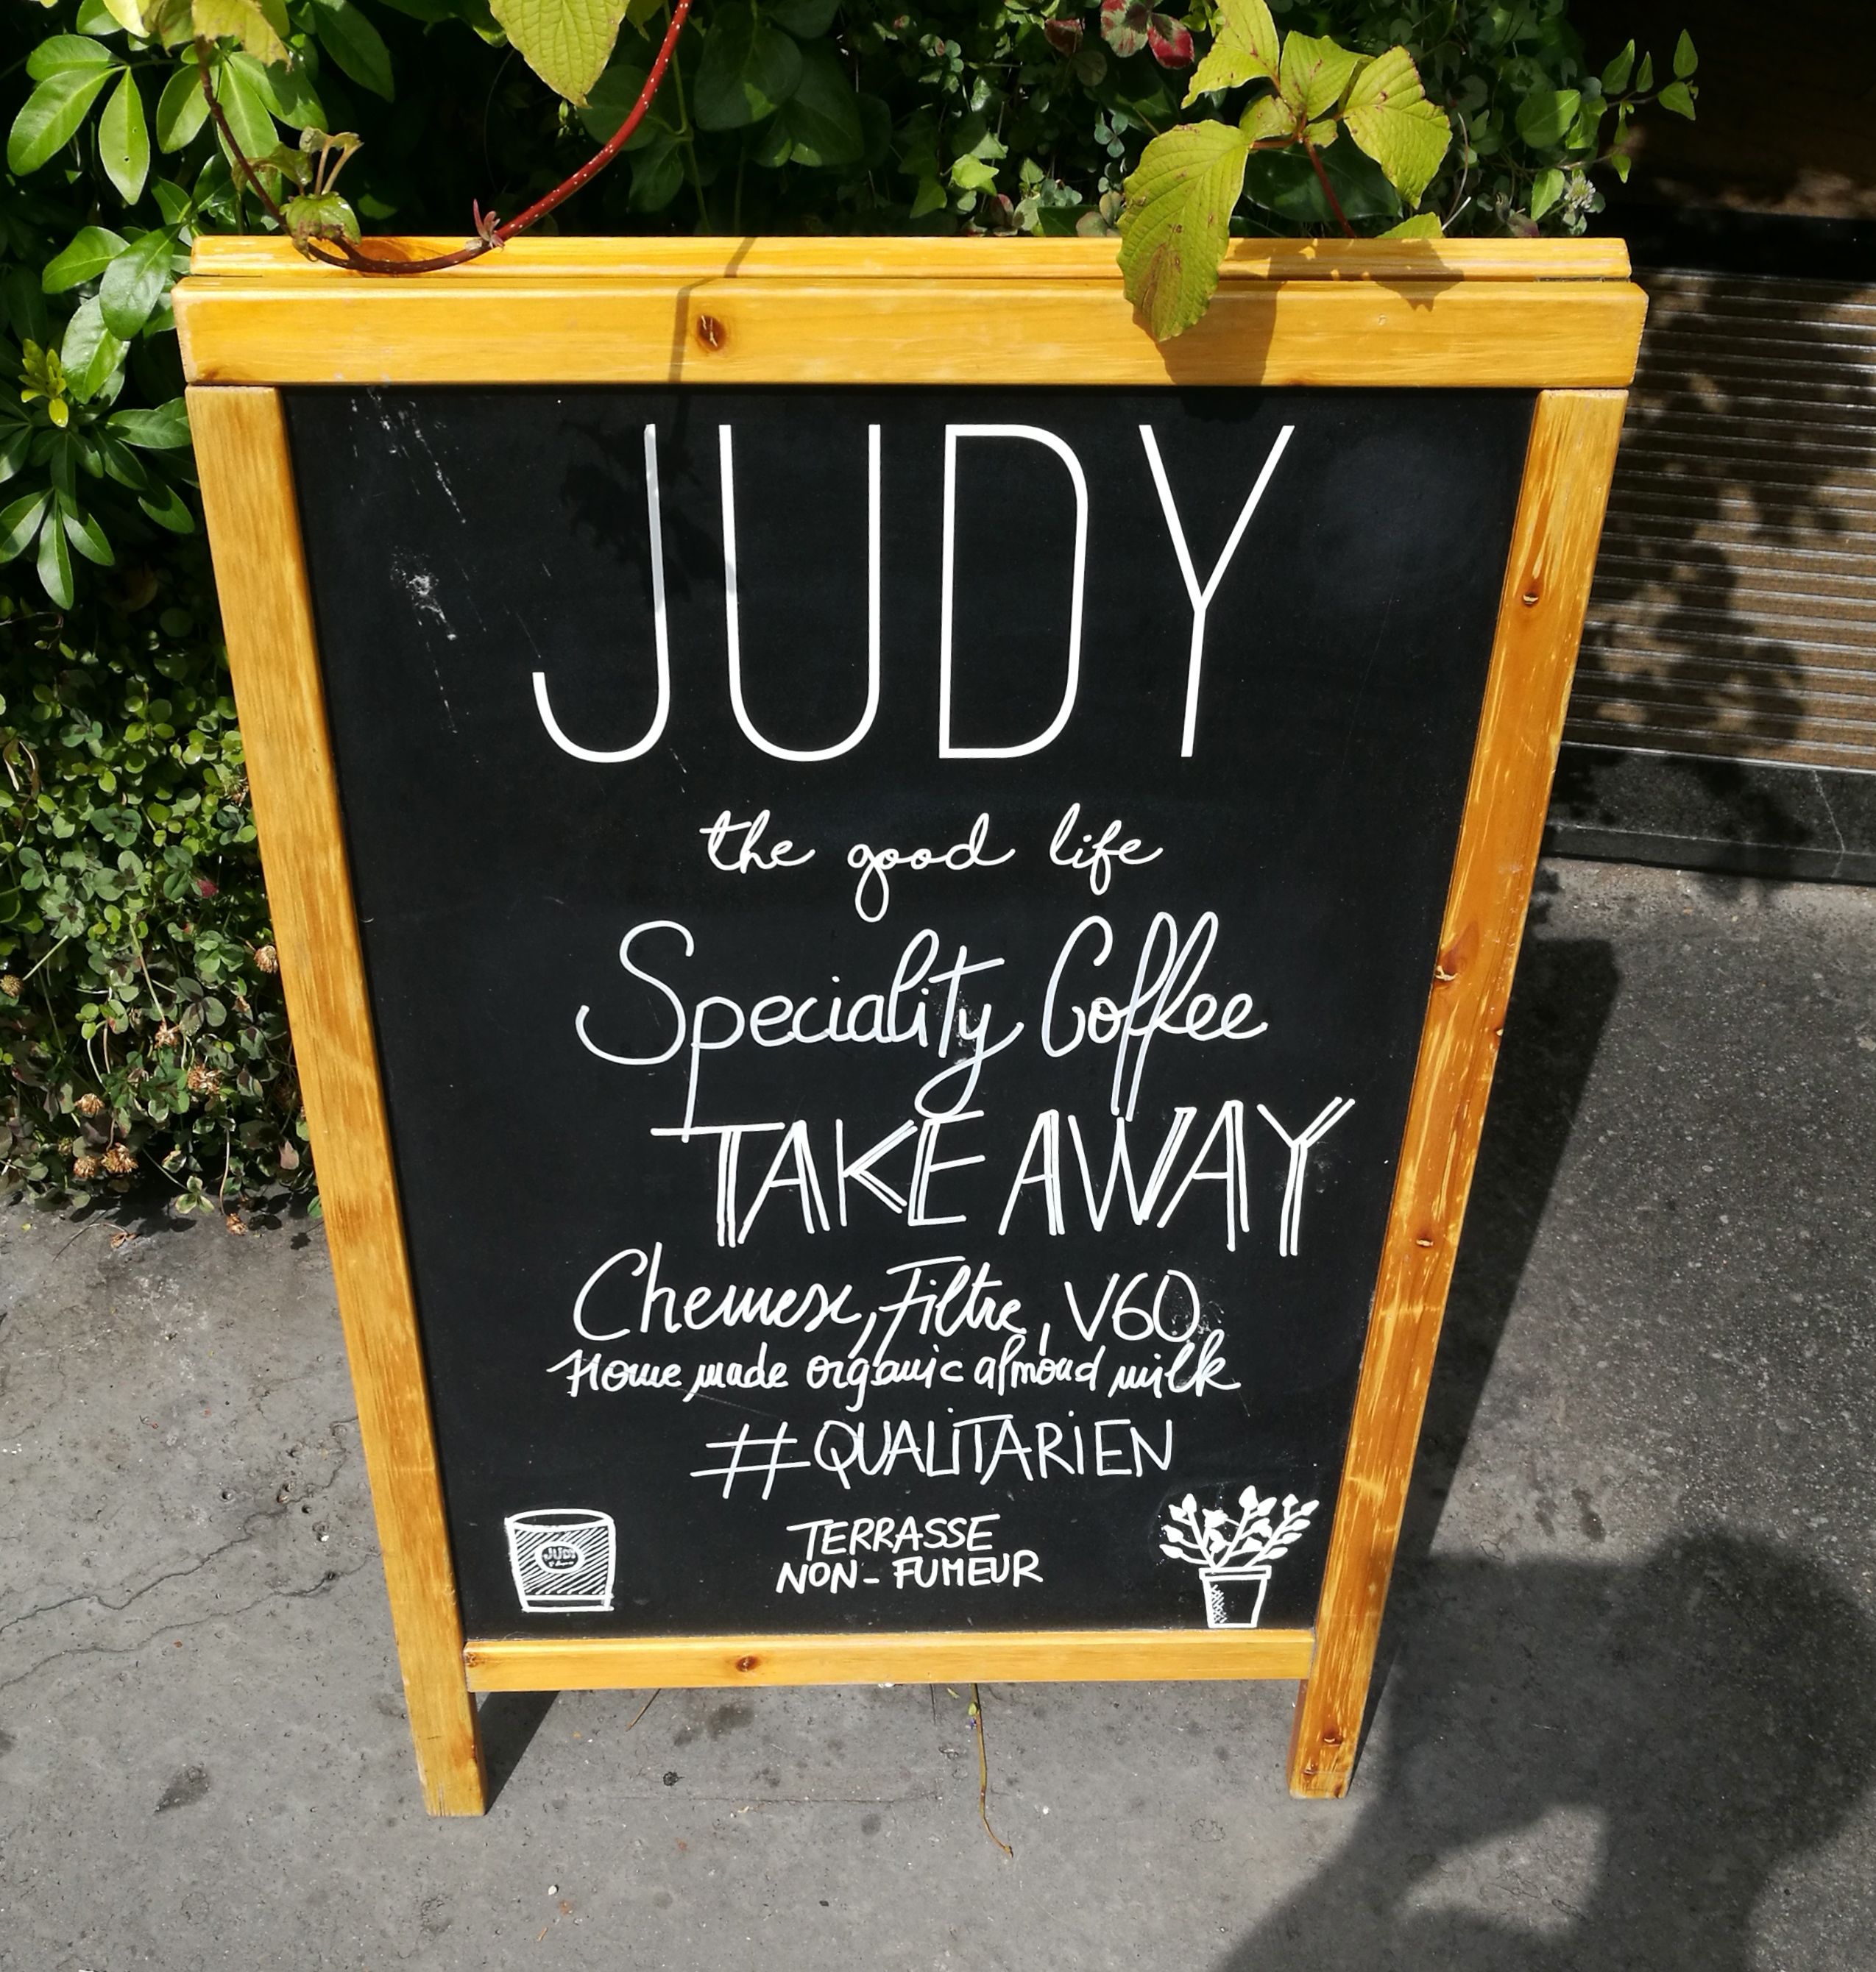 JUDY
the good life
Speciality Coffee
TAKE AWAY
Chemex, Filtre, V60
Home made organic almond milk
#QUALITARIEN
TERRASSE
NON-FUMEUR
JUDY